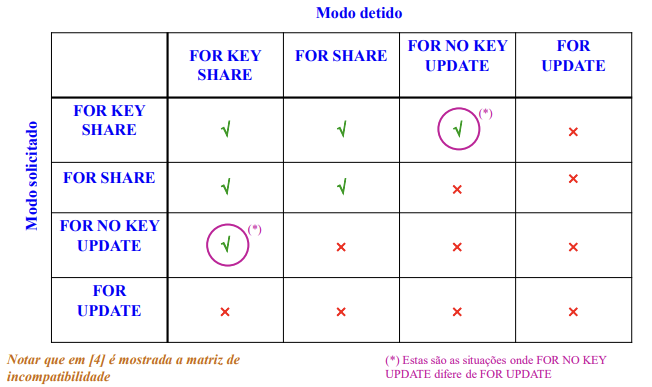 Modo detido
FOR KEY
SHARE
FOR SHARE
FOR NO KEY
UPDATE
FOR
UPDATE
Modo solicitado
FOR KEY
SHARE
√ √ √ (*) ×
FOR SHARE
√ √ × ×
FOR NO KEY
UPDATE
√ (*) × × ×
FOR
UPDATE
× × × ×
Notar que em [4] é mostrada a matriz de
incompatibilidade
(*) Estas são as situações onde FOR NO KEY
UPDATE difere de FOR UPDATE